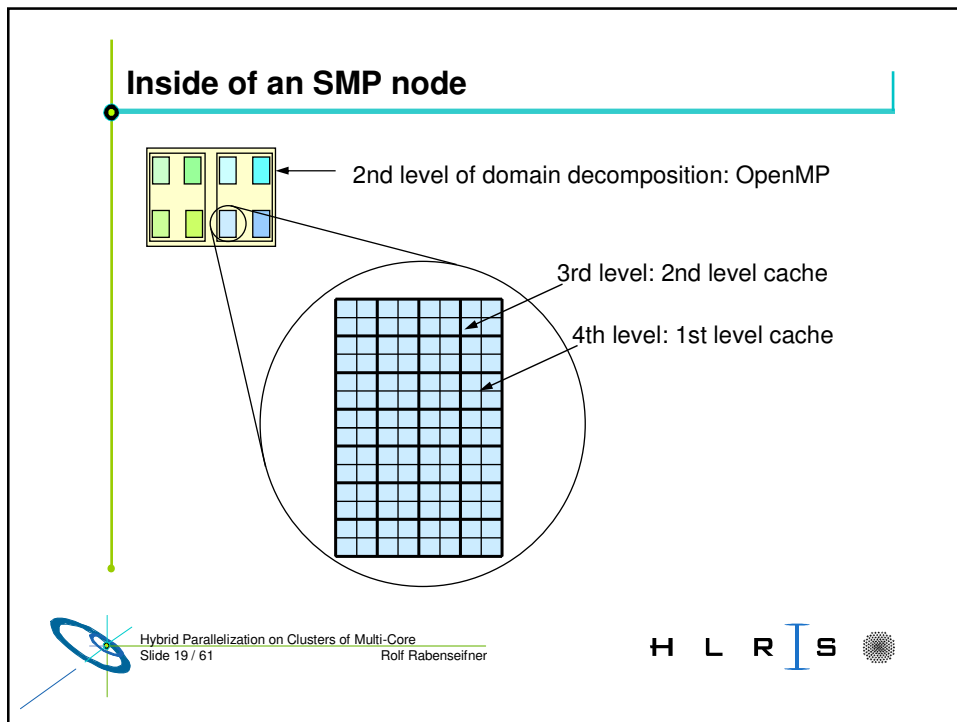 Inside of an SMP node
2nd level of domain decomposition: OpenMP
3rd level: 2nd level cache
4th level: 1st level cache
Hybrid Parallelization on Clusters of Multi-Core
Slide 19 / 61 Rolf Rabenseifner
H L R I S